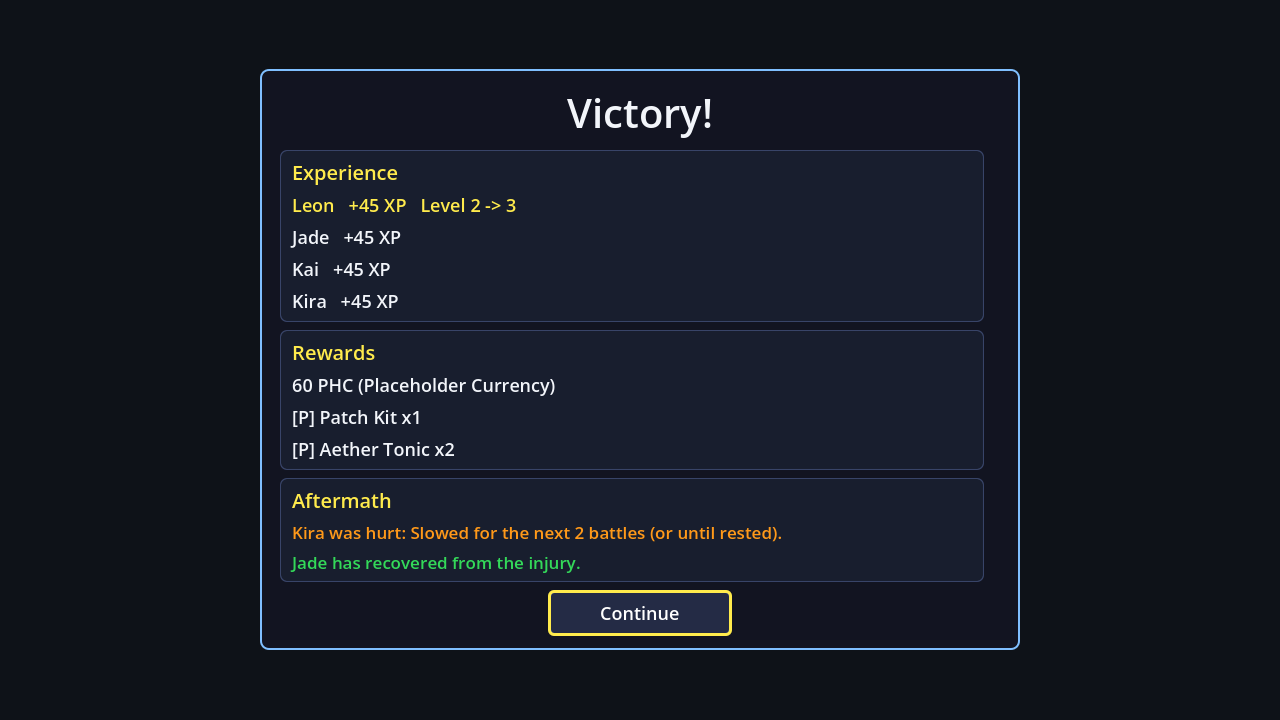 Victory!
Experience
Leon +45 XP Level 2 -> 3
Jade +45 XP
Kai +45 XP
Kira +45 XP
Rewards
60 PHC (Placeholder Currency)
[P] Patch Kit x1
[P] Aether Tonic x2
Aftermath
Kira was hurt: Slowed for the next 2 battles (or until rested).
Jade has recovered from the injury.
Continue